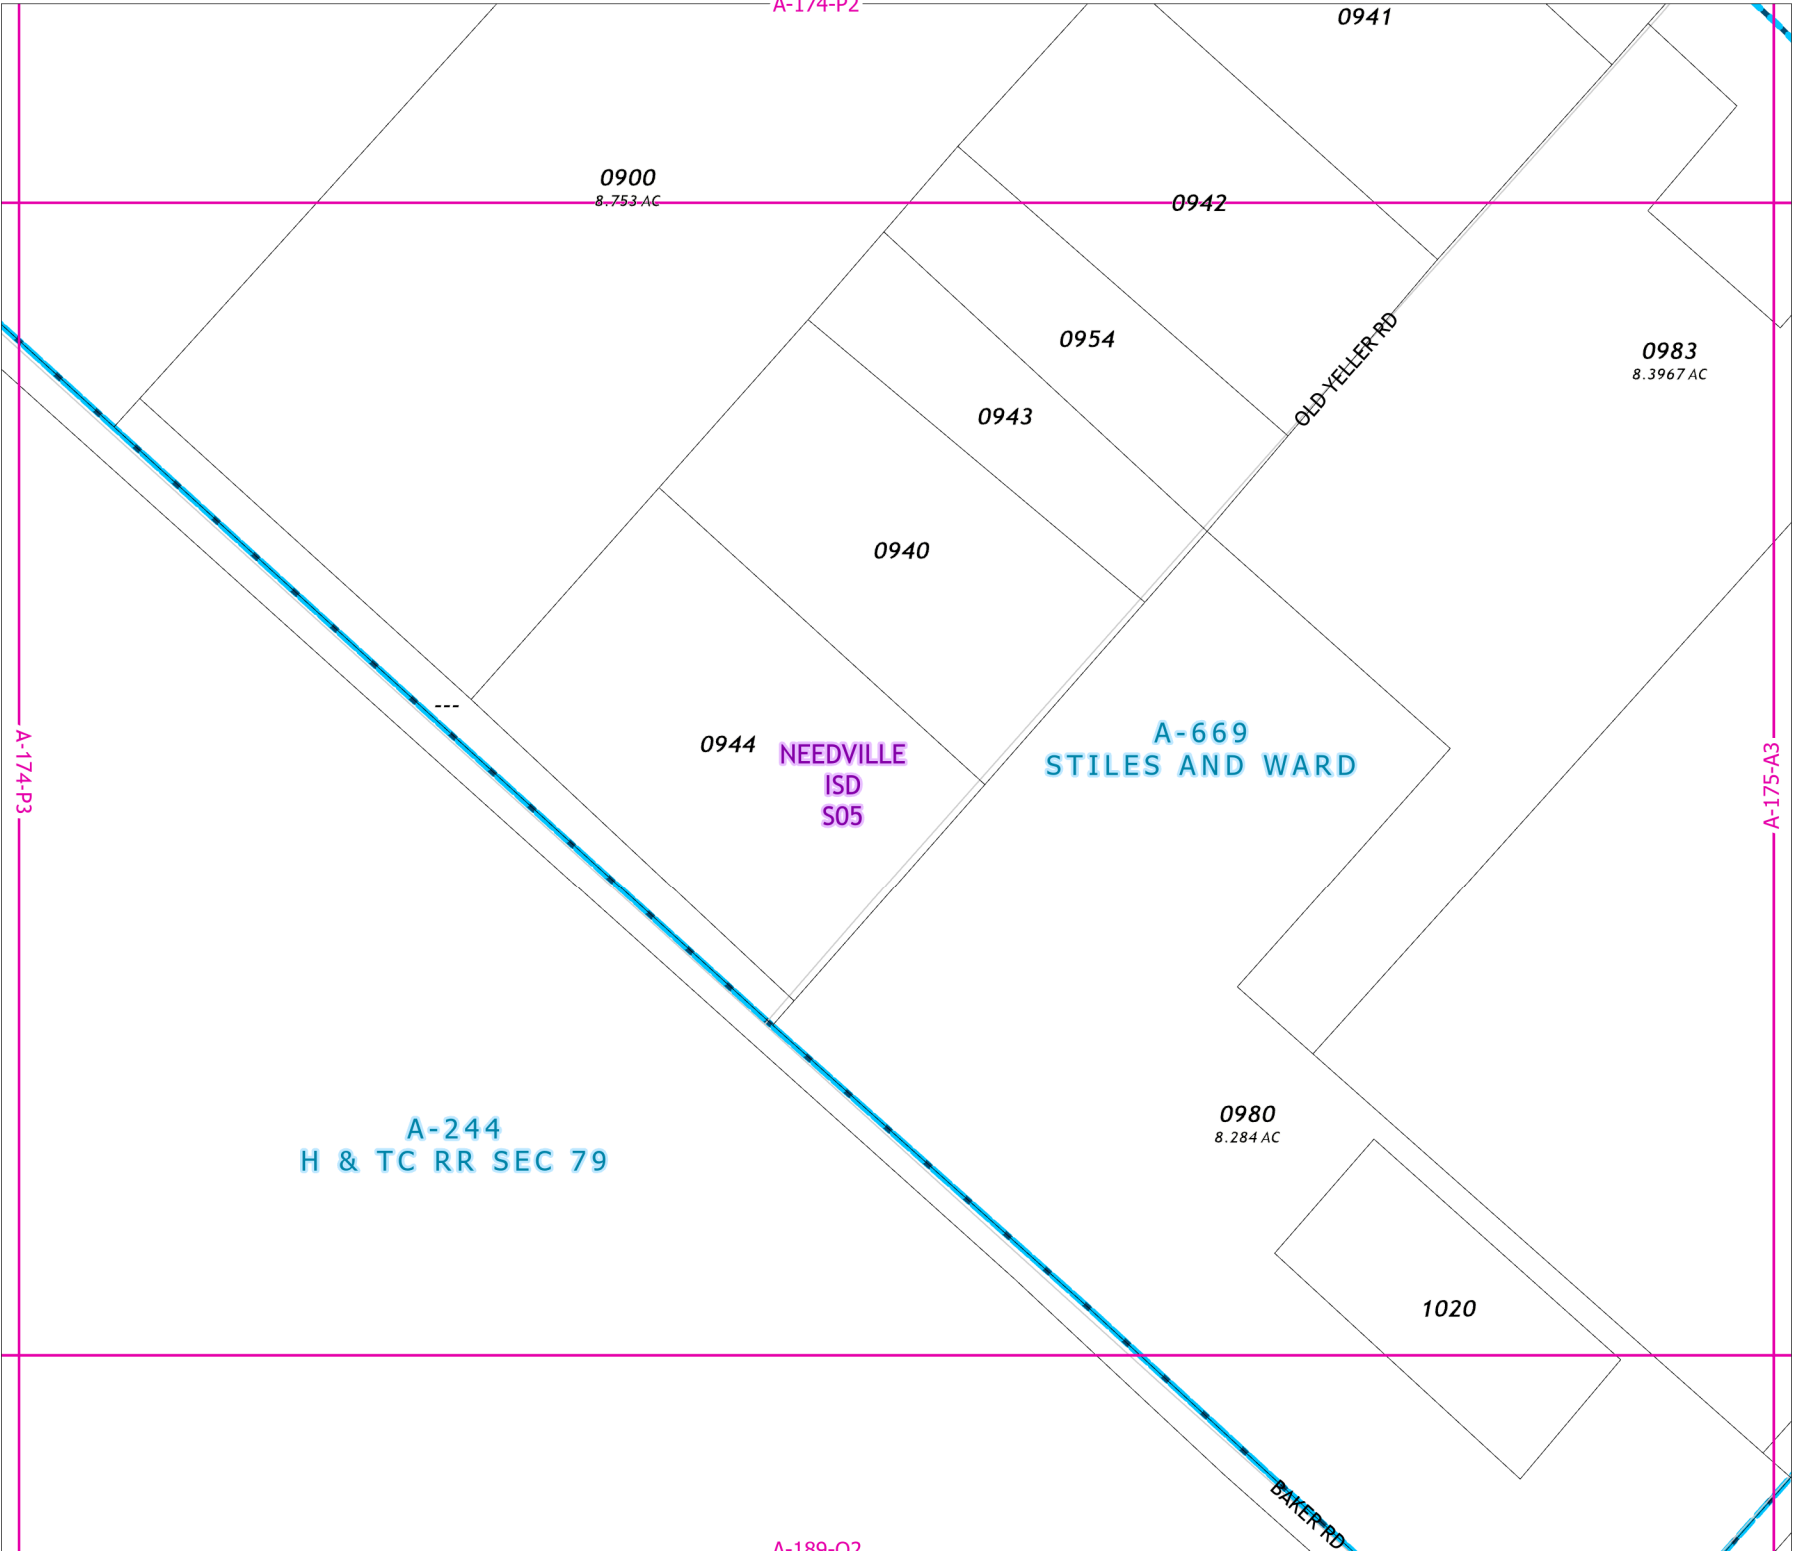 A-174-P2
0941
0900
8.753 AC
0942
0954
OLD YELLER RD
0983
8.3967 AC
0943
0940
---
0944
NEEDVILLE
ISD
S05
A-669
STILES AND WARD
A-174-P3
A-175-A3
A-244
H & TC RR SEC 79
0980
8.284 AC
1020
BAKER RD